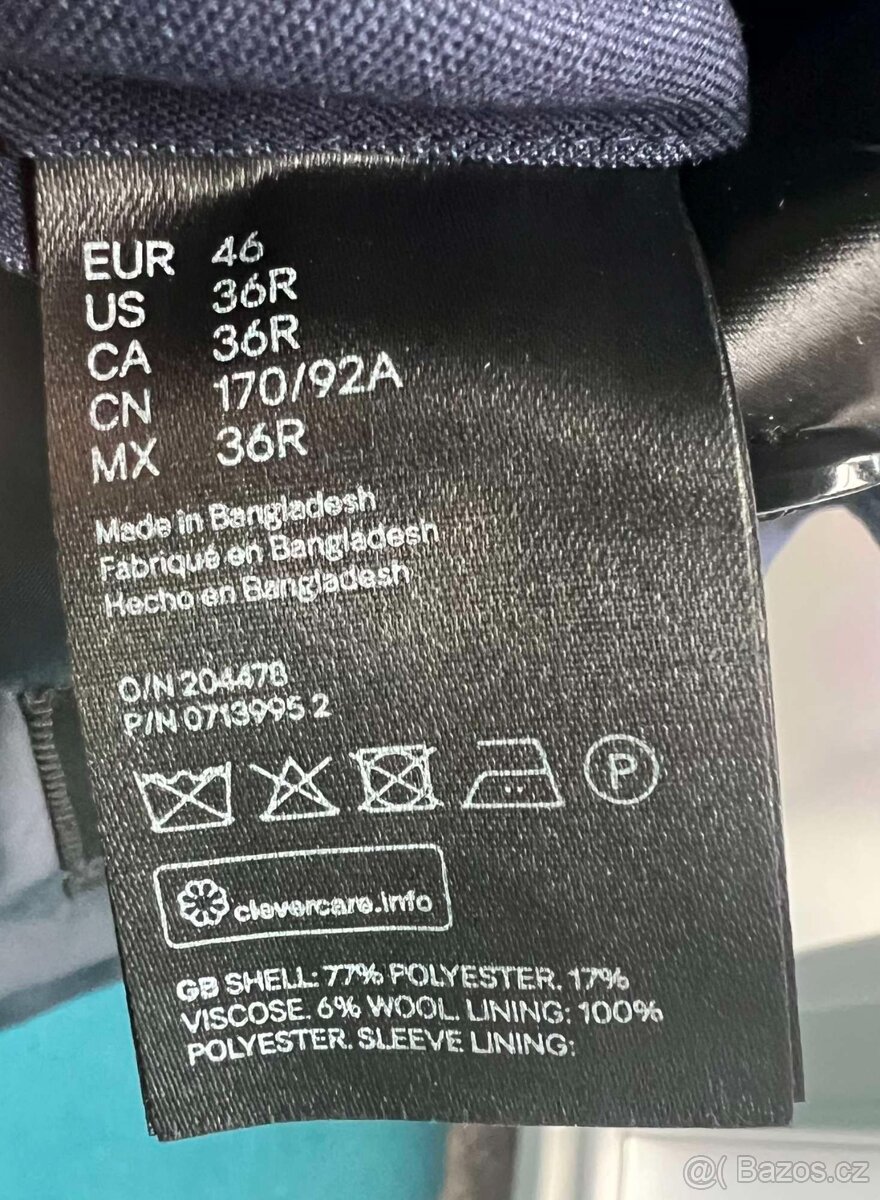 EUR 46
US 36R
CA 36R
CN 170/92A
MX 36R
Made in Bangladesh
Fabriqué en Bangladesh
Hecho en Bangladesh
O/N 204478
P/N 0713995 2
P
clevercare.info
GB SHELL: 77% POLYESTER. 17%
VISCOSE. 6% WOOL. LINING: 100%
POLYESTER. SLEEVE LINING:
@( Bazos.cz